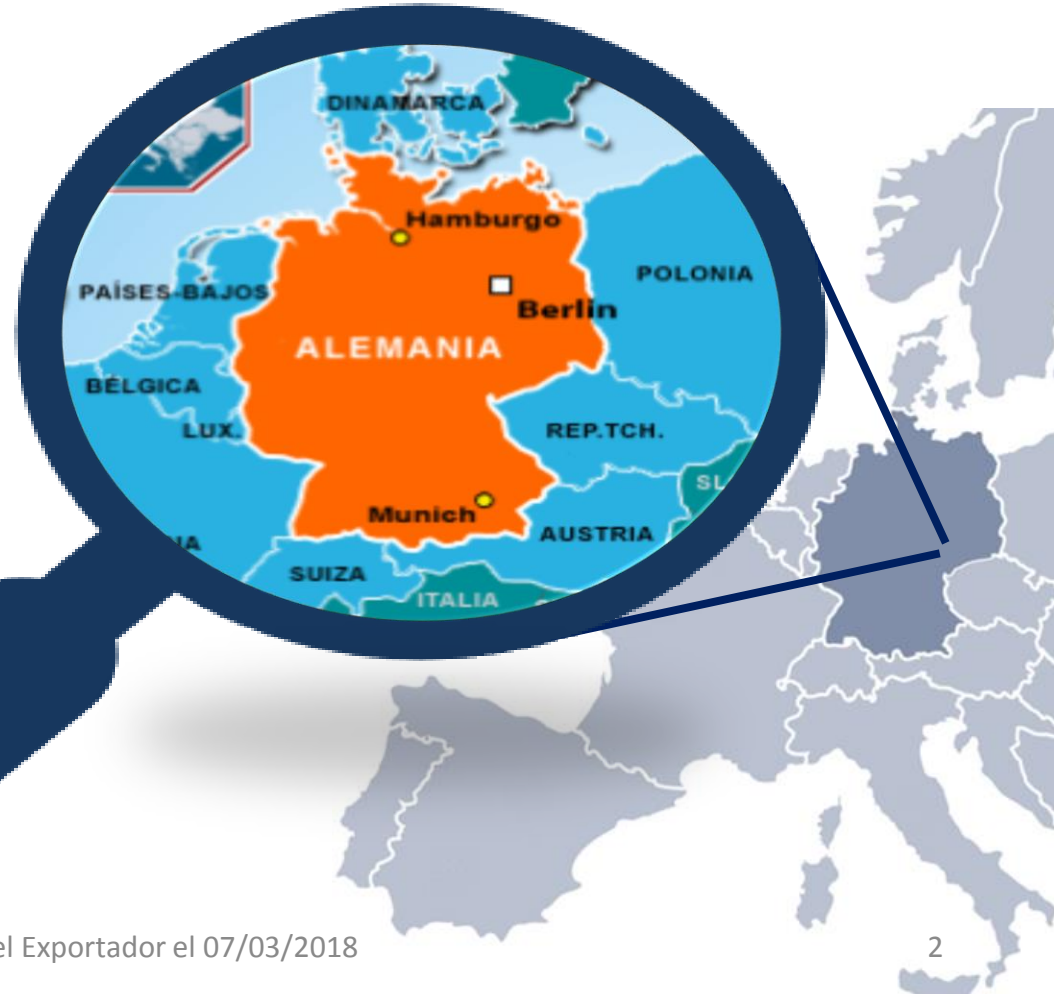 DINAMARCA
Hamburgo
POLONIA
PAÍSES-BAJOS
Berlin
ALEMANIA
BÉLGICA
LUX.
REP.TCH.
SL
Munich
AUSTRIA
IA
SUIZA
ITALIA
el Exportador el 07/03/2018
2